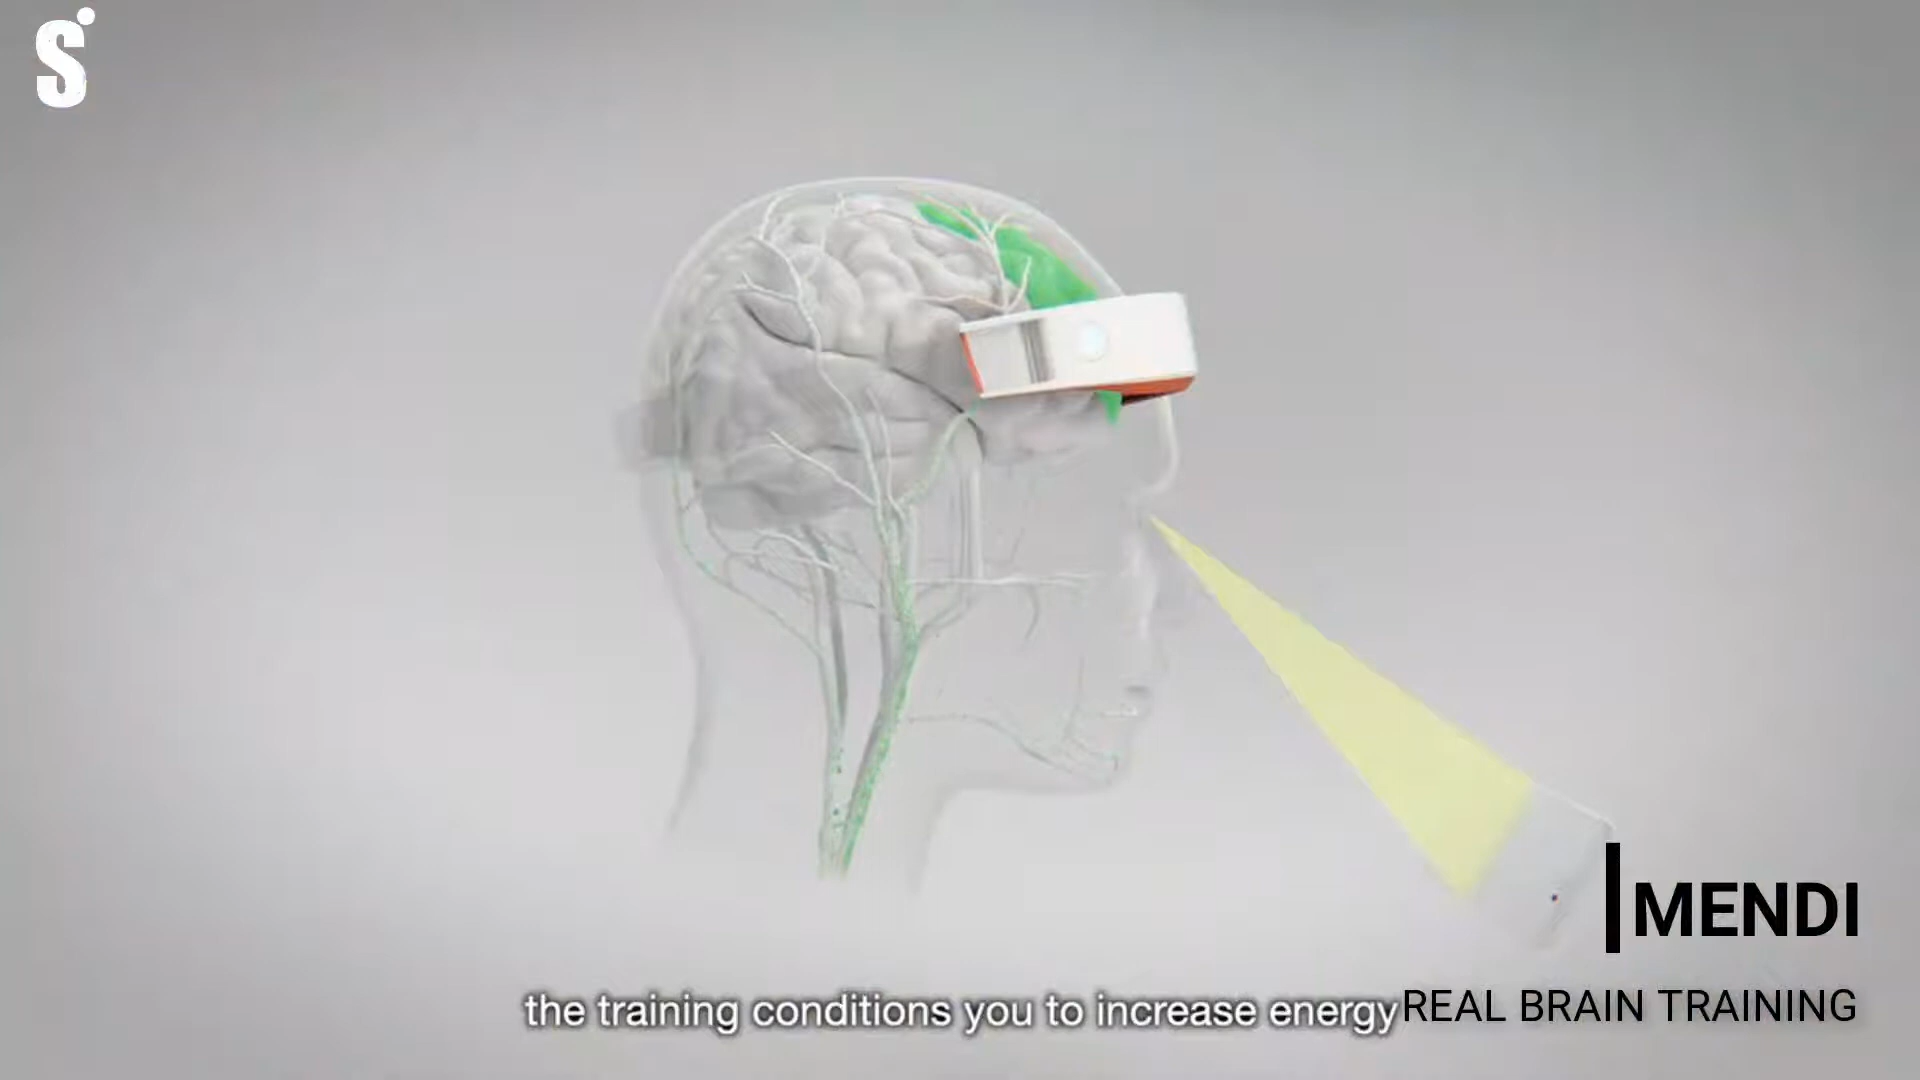 S
MENDI
the training conditions you to increase energy
REAL BRAIN TRAINING